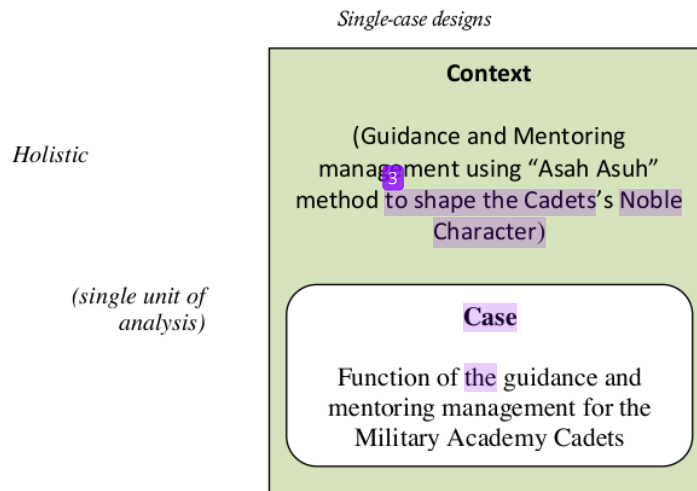 Single-case designs
Context
Holistic
(Guidance and Mentoring
management using “Asah Asuh”
3
method to shape the Cadets’s Noble
Character)
(single unit of
analysis)
Case
Function of the guidance and
mentoring management for the
Military Academy Cadets